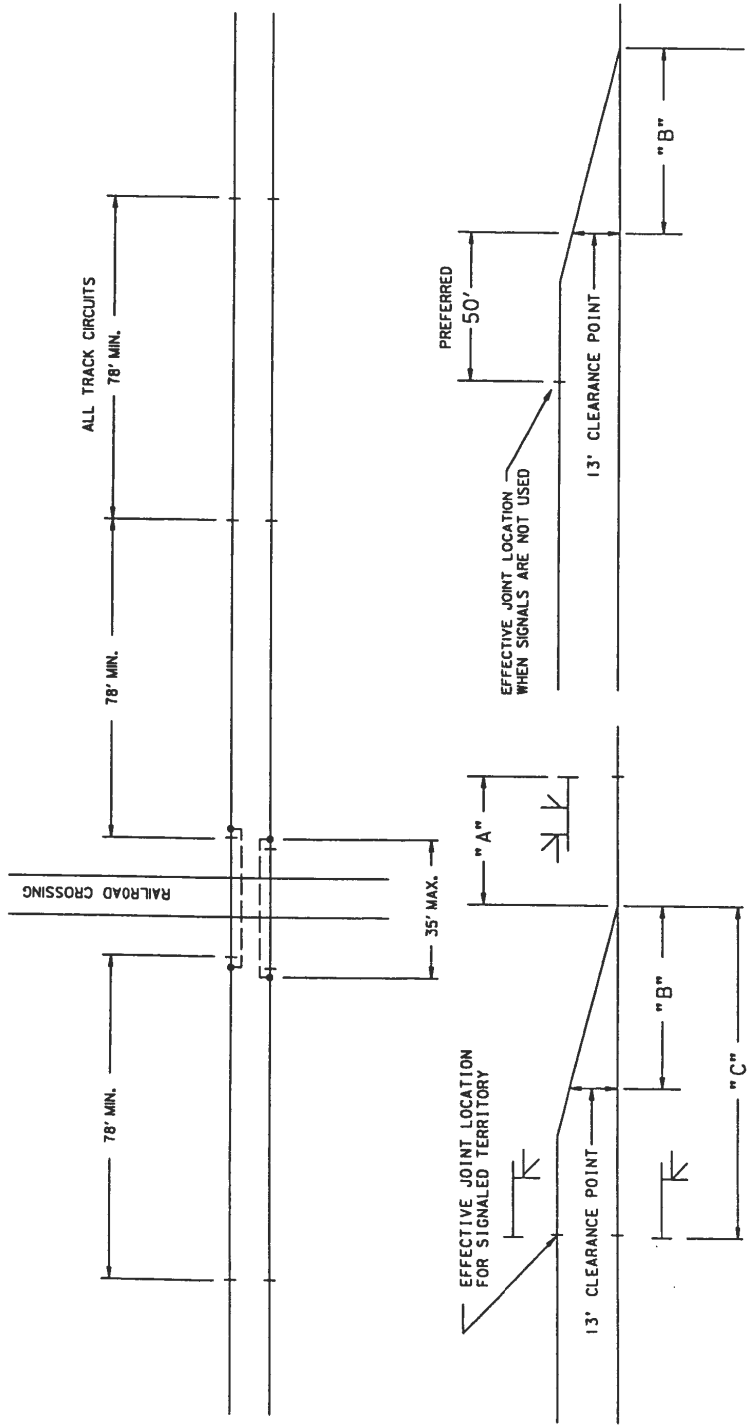 ALL TRACK CIRCUITS
78' MIN.
78' MIN.
78' MIN.
RAILROAD CROSSING
35' MAX.
EFFECTIVE JOINT LOCATION
FOR SIGNALED TERRITORY
13' CLEARANCE POINT
"B"
"C"
"A"
PREFERRED
50'
EFFECTIVE JOINT LOCATION
WHEN SIGNALS ARE NOT USED
13' CLEARANCE POINT
"B"